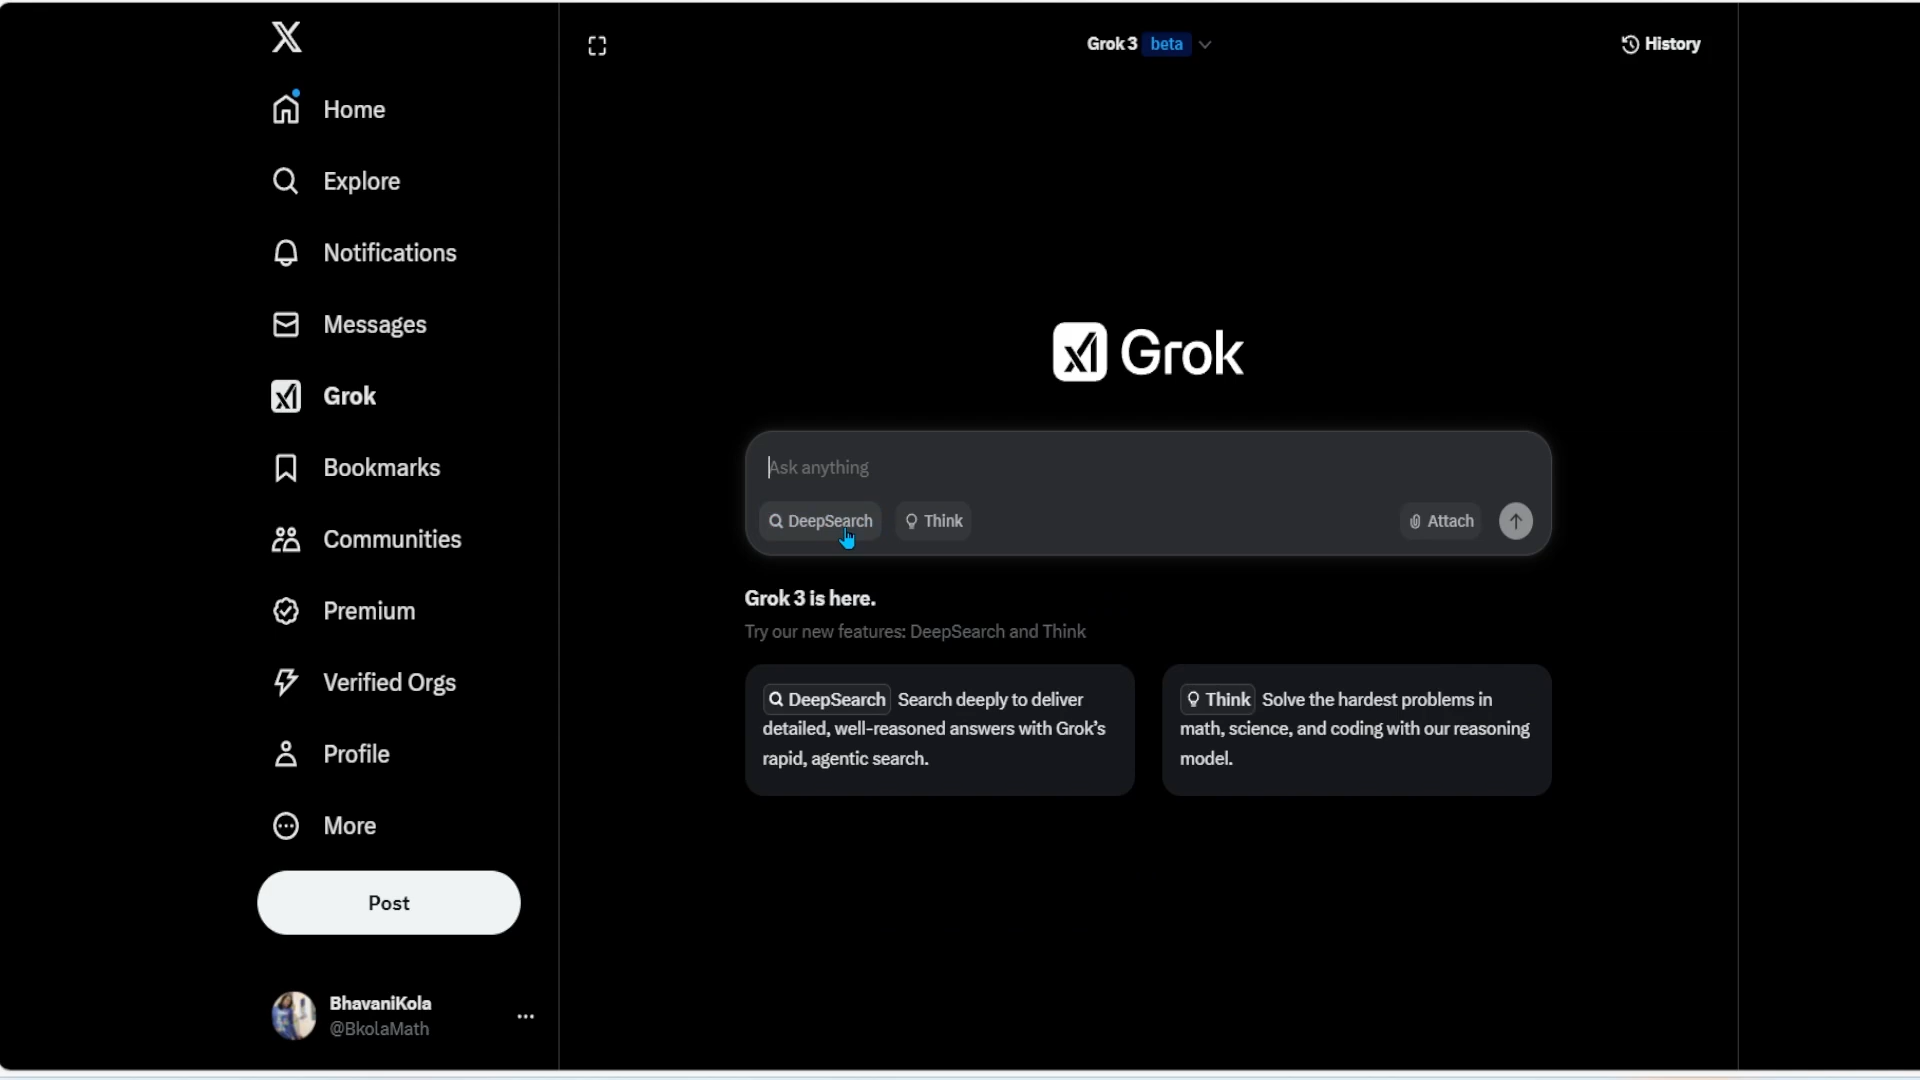 Home
Explore
Notifications
Messages
Grok
Bookmarks
Communities
Premium
Verified Orgs
Profile
More
Post
BhavaniKola
@BkolaMath
Grok 3 beta
History
Grok
Ask anything
DeepSearch Think Attach
Grok 3 is here.
Try our new features: DeepSearch and Think
DeepSearch Search deeply to deliver
detailed, well-reasoned answers with Grok’s
rapid, agentic search.
Think Solve the hardest problems in
math, science, and coding with our reasoning
model.